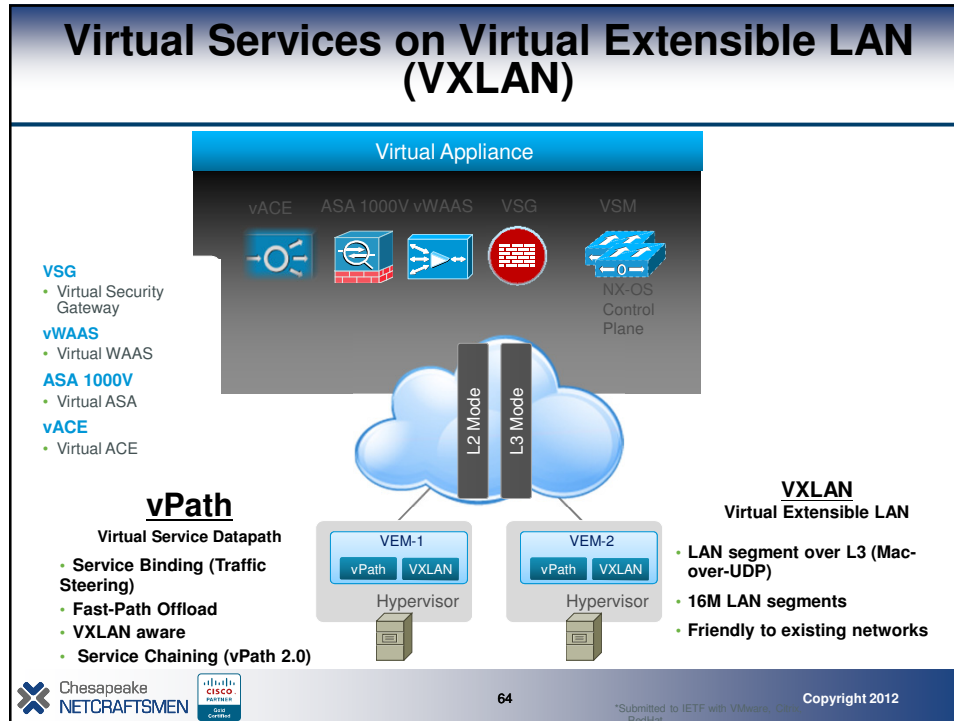 Virtual Services on Virtual Extensible LAN
(VXLAN)
Virtual Appliance
vACE
ASA 1000V
vWAAS
VSG
VSM
NX-OS
Control
Plane
VSG
• Virtual Security
Gateway
vWAAS
• Virtual WAAS
ASA 1000V
• Virtual ASA
vACE
• Virtual ACE
L2 Mode
L3 Mode
vPath
Virtual Service Datapath
• Service Binding (Traffic
Steering)
• Fast-Path Offload
• VXLAN aware
• Service Chaining (vPath 2.0)
VEM-1
vPath
VXLAN
Hypervisor
VEM-2
vPath
VXLAN
Hypervisor
VXLAN
Virtual Extensible LAN
• LAN segment over L3 (Mac-
over-UDP)
• 16M LAN segments
• Friendly to existing networks
Chesapeake
NETCRAFTSMEN
CISCO
PARTNER
Gold
Certified
64
*Submitted to IETF with VMware,
RedHat
Copyright 2012